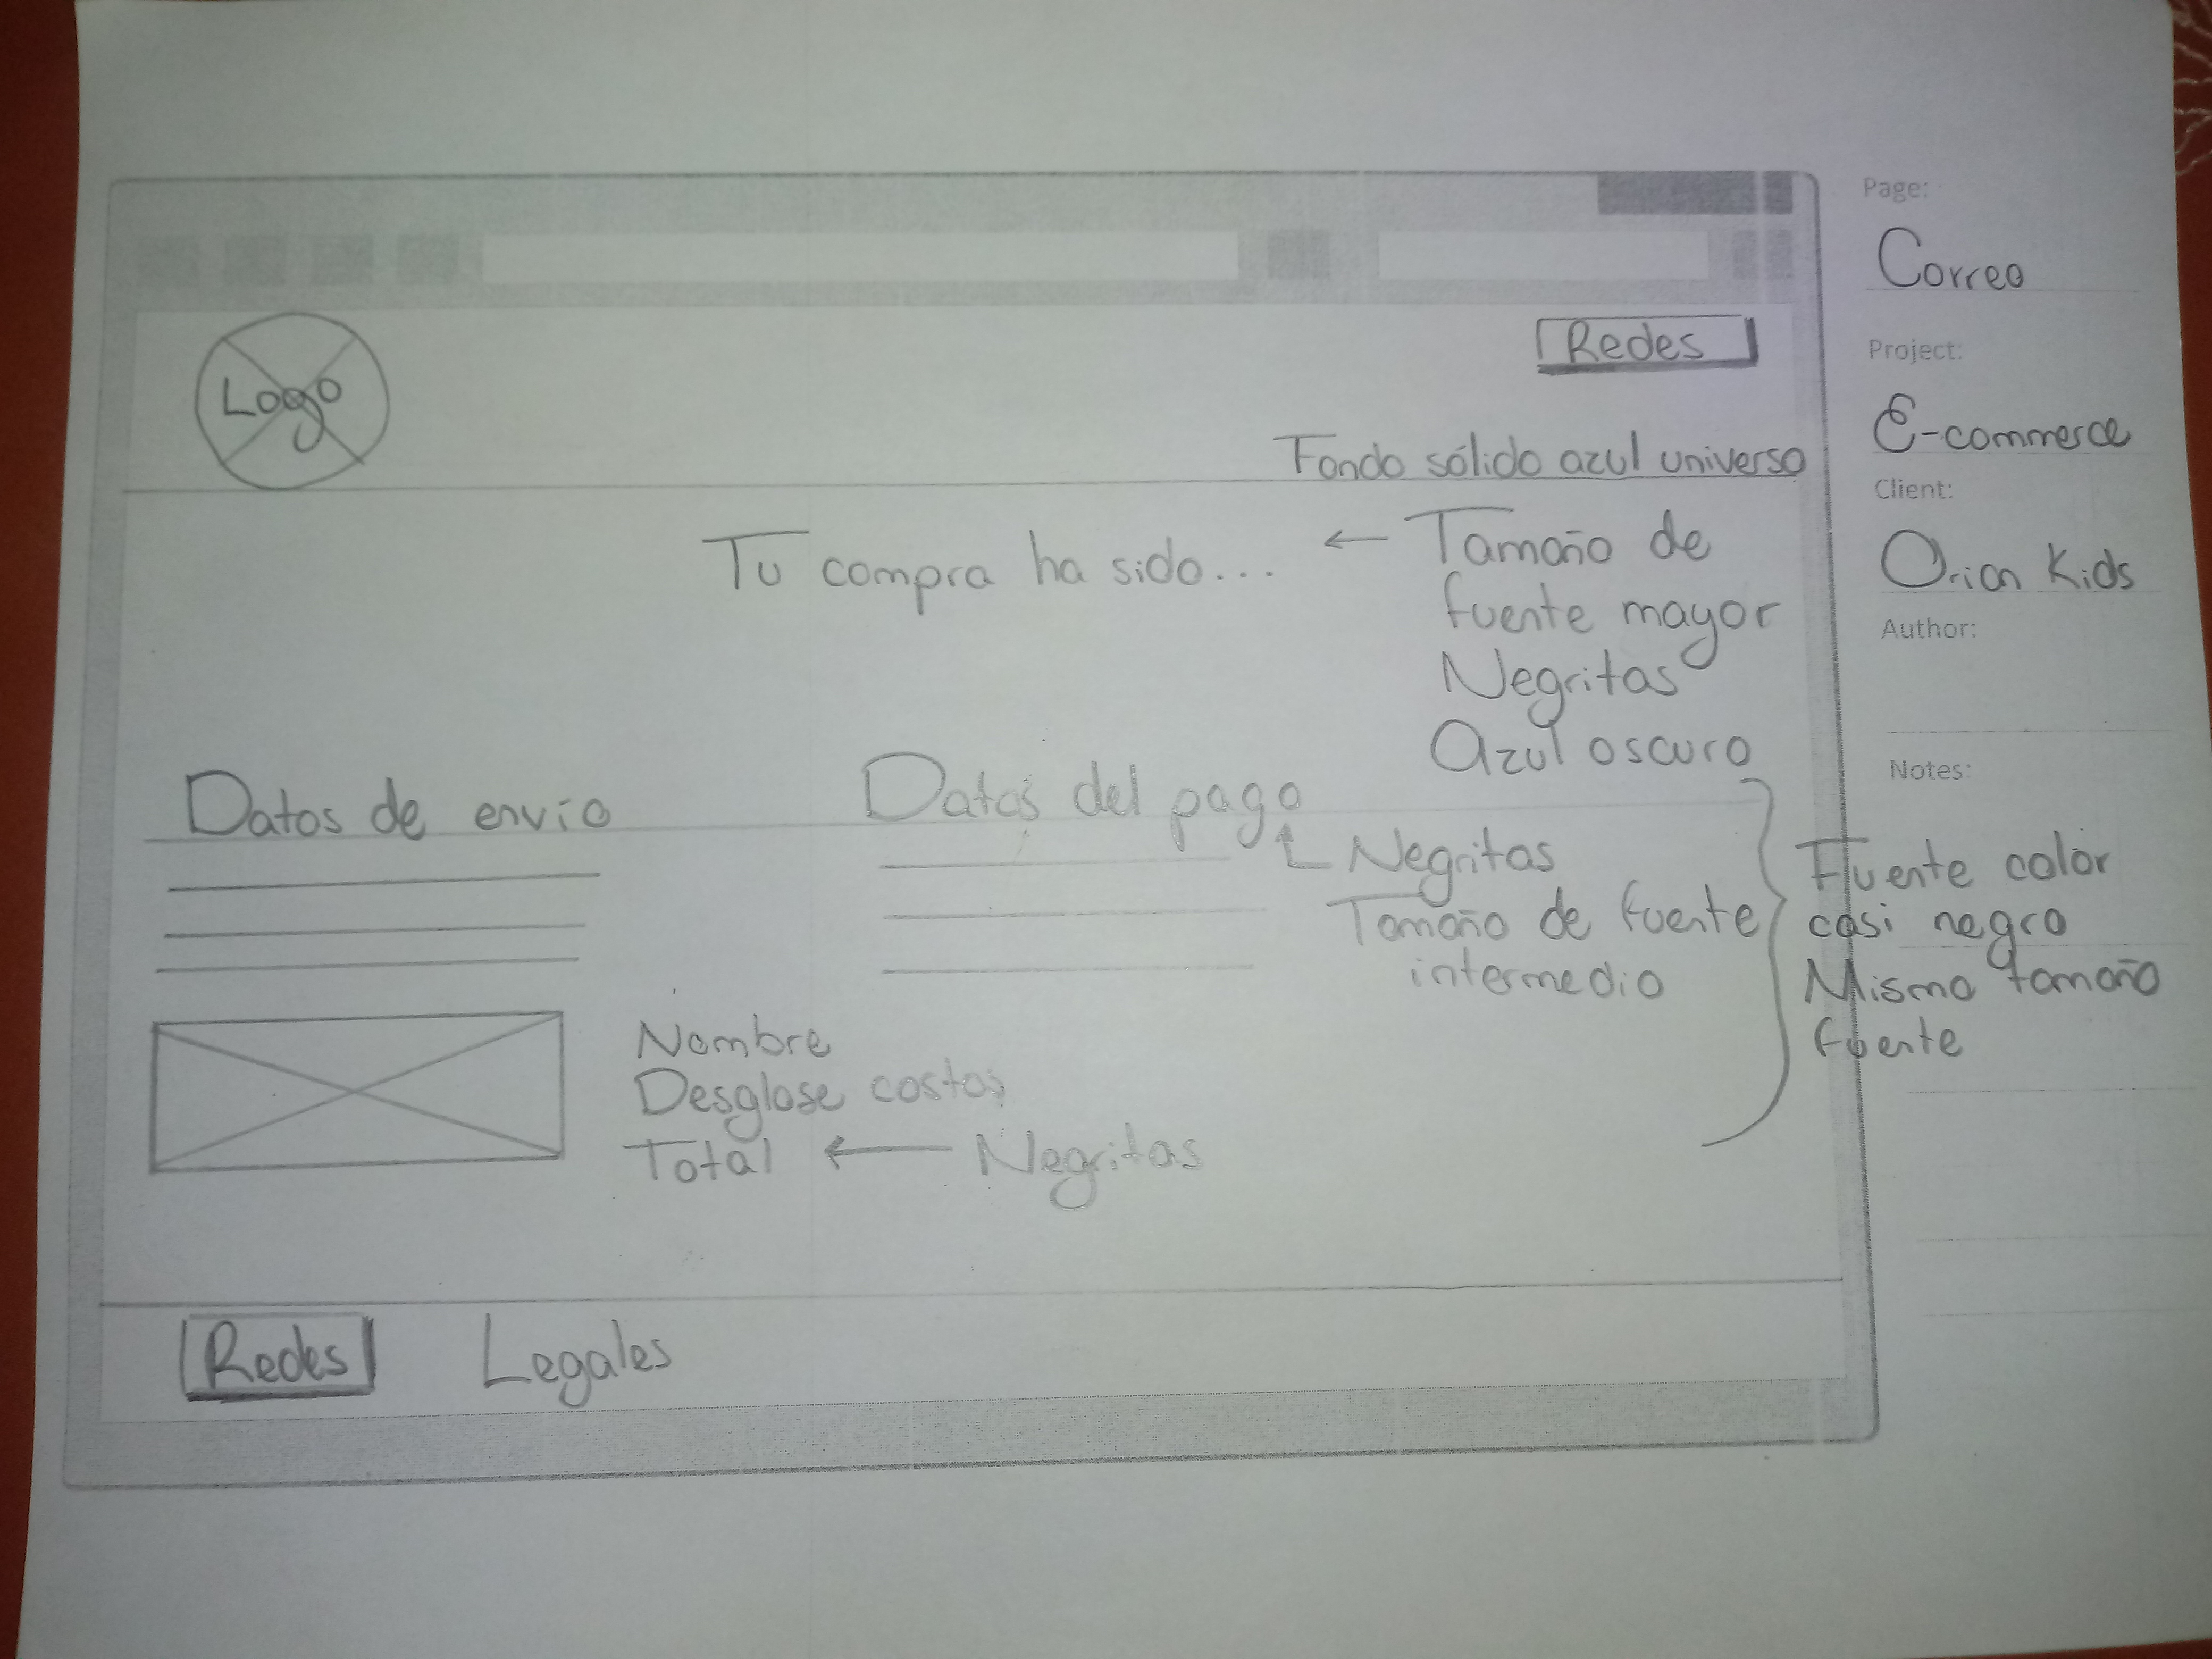 Page:
Correo
Project:
E-commerce
Client:
Orion Kids
Author:
Notes:
Fuente color
casi negro
Misma tamaño
fuente
Logo
Redes
Fondo sólido azul universo
Tu compra ha sido... ← Tamaño de
fuente mayor
Negritas
Azul oscuro
Datos de envío
Datos del pago
Negritas
Tamaño de fuente
intermedio
Nombre
Desglose costos
Total ← Negritas
Redes
Legales